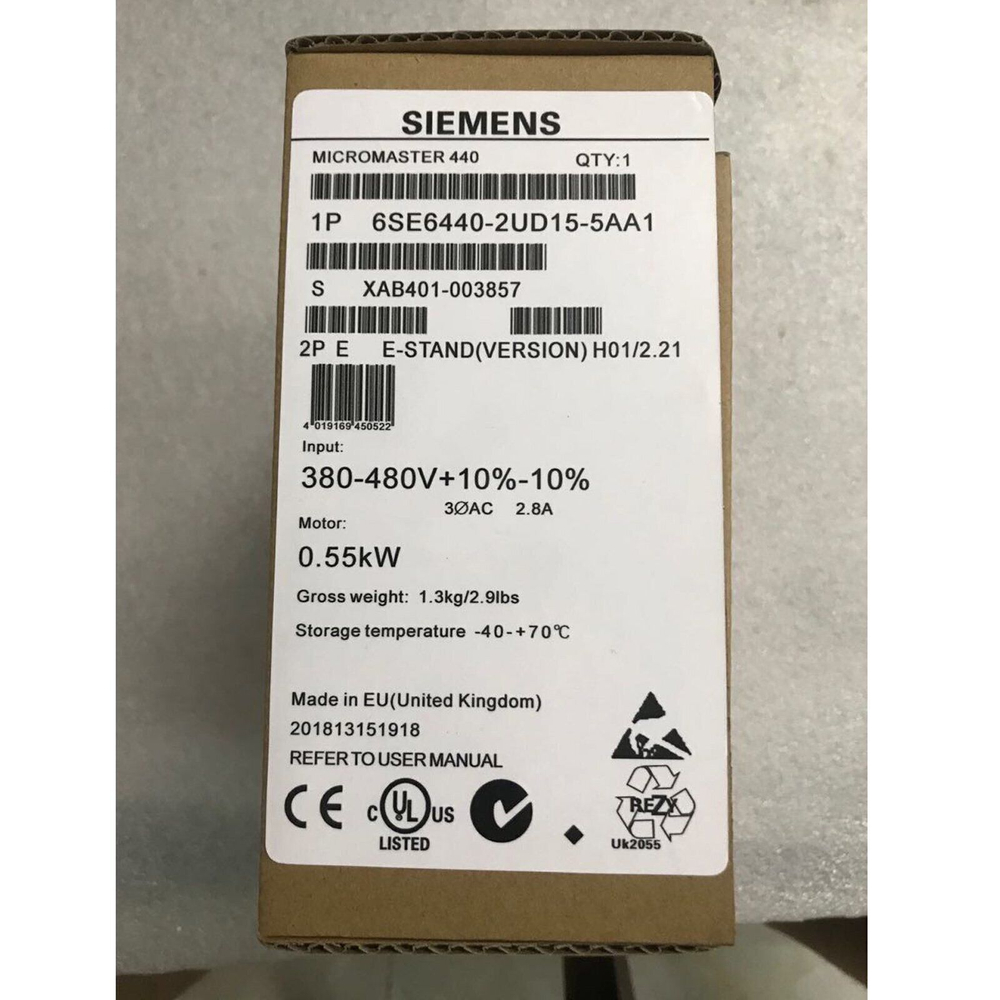 SIEMENS
MICROMASTER 440 QTY:1
1P 6SE6440-2UD15-5AA1
S XAB401-003857
2P E E-STAND(VERSION) H01/2.21
4 019169 450522
Input:
380-480V+10%-10%
3ØAC 2.8A
Motor:
0.55kW
Gross weight: 1.3kg/2.9lbs
Storage temperature -40-+70℃
Made in EU(United Kingdom)
201813151918
REFER TO USER MANUAL
CE C UL US
LISTED
REZY
Uk2055